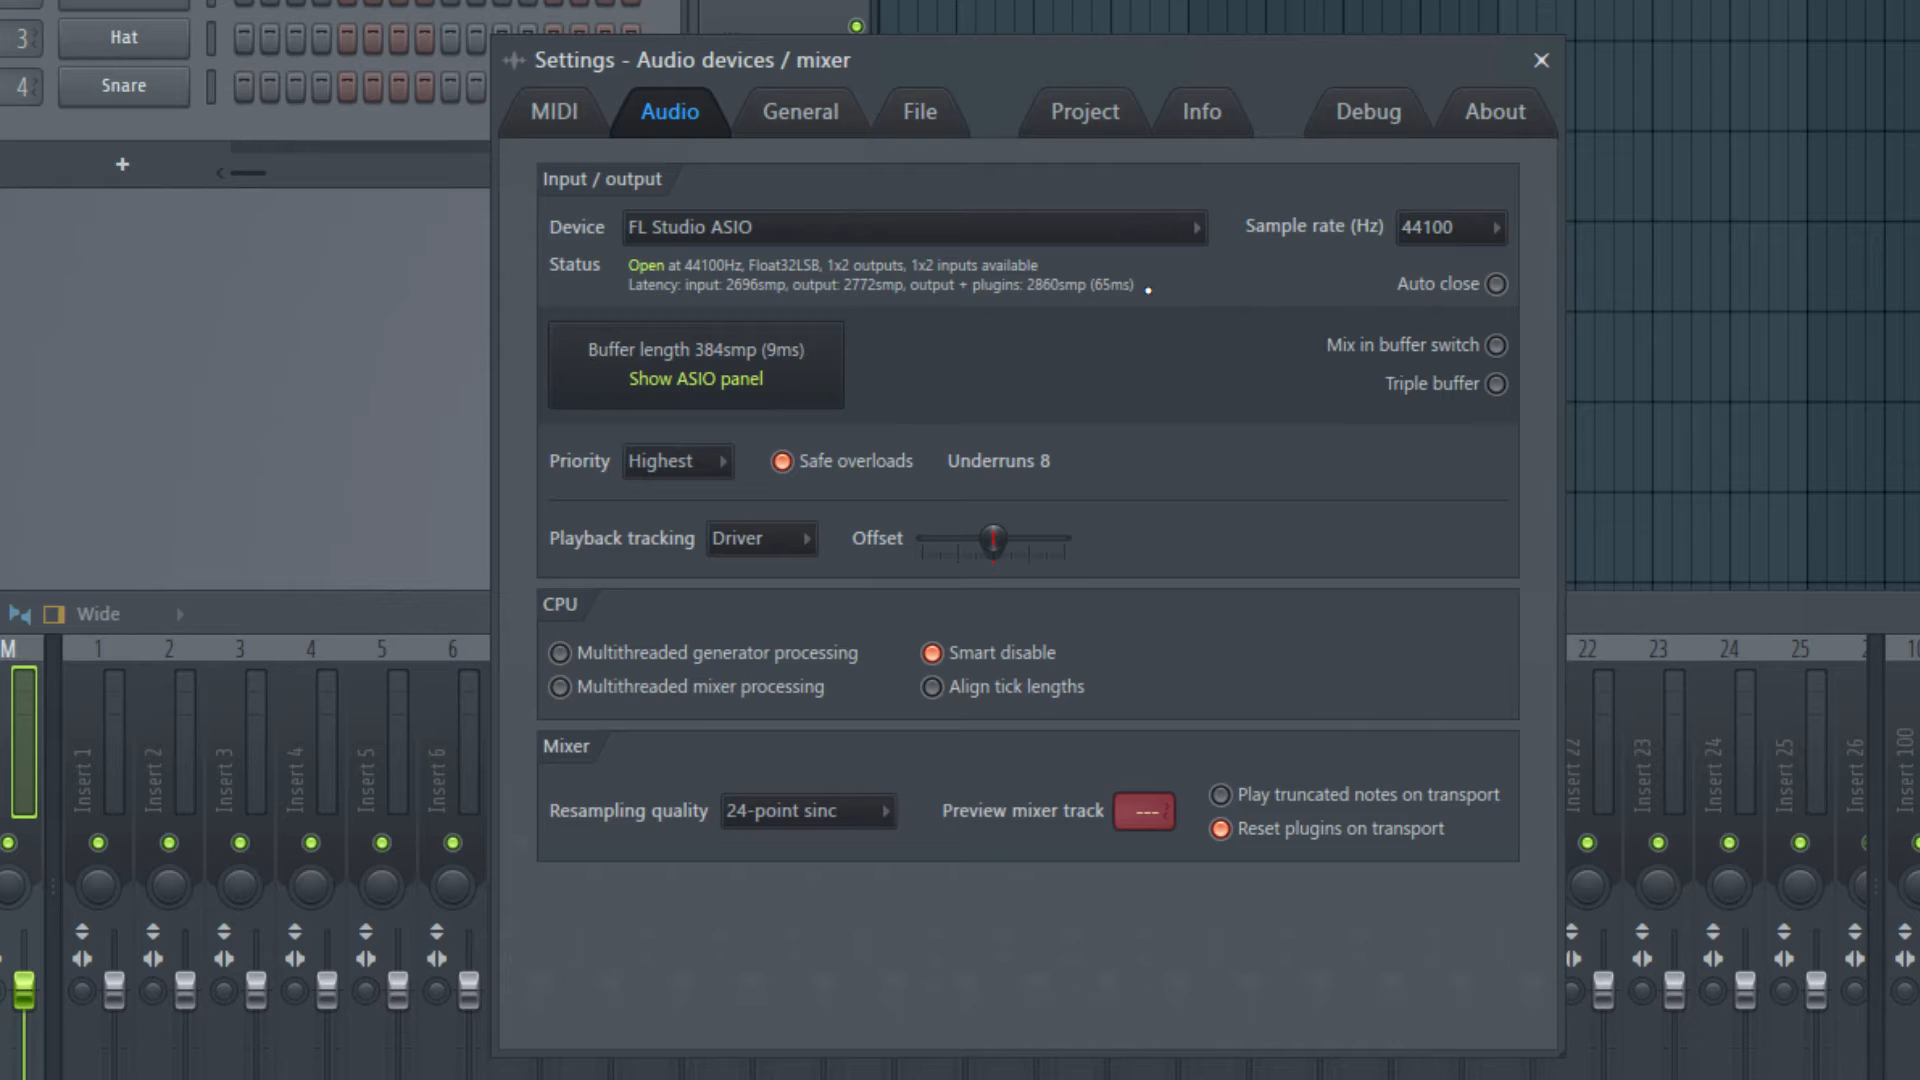 3 Hat
4 Snare
+
Settings - Audio devices / mixer
MIDI Audio General File Project Info Debug About
Input / output
Device FL Studio ASIO Sample rate (Hz) 44100
Status Open at 44100Hz, Float32LSB, 1x2 outputs, 1x2 inputs available
Latency: input: 2696smp, output: 2772smp, output + plugins: 2860smp (65ms)
Auto close
Buffer length 384smp (9ms)
Show ASIO panel
Mix in buffer switch
Triple buffer
Priority Highest Safe overloads Underruns 8
Playback tracking Driver Offset
CPU
Multithreaded generator processing Smart disable
Multithreaded mixer processing Align tick lengths
Mixer
Resampling quality 24-point sinc Preview mixer track ---
Play truncated notes on transport
Reset plugins on transport
Wide
M 1 2 3 4 5 6 22 23 24 25
Insert 1
Insert 2
Insert 3
Insert 4
Insert 5
Insert 6
Insert 22
Insert 23
Insert 24
Insert 25
Insert 26
Insert 100